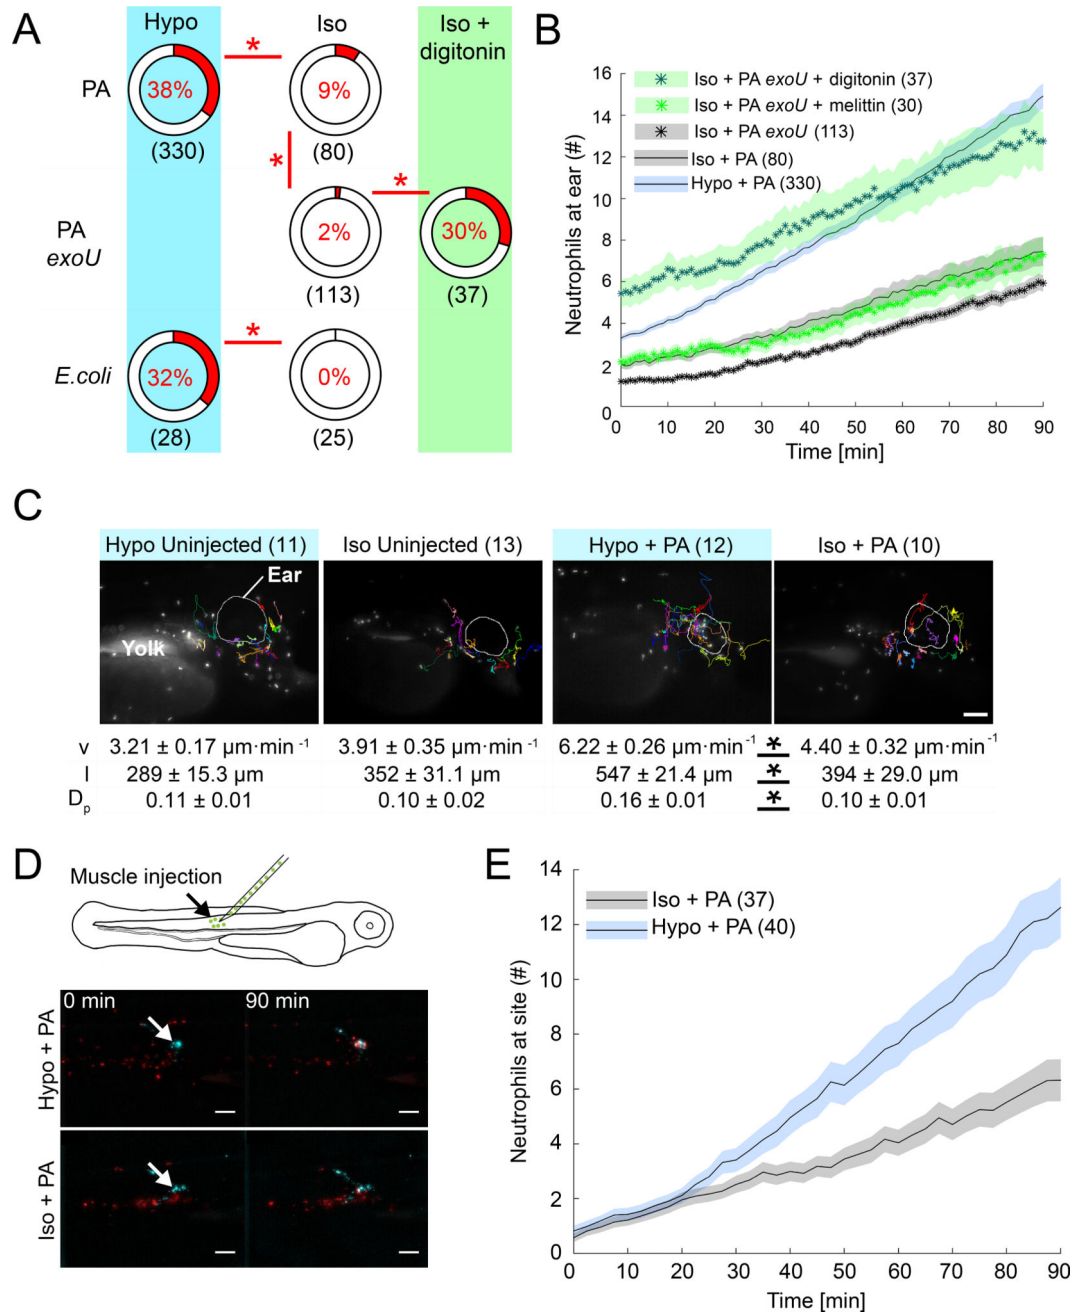 A
Hypo
Iso
Iso +
digitonin
PA
38%
(330)
*
9%
(80)
*
PA
exoU
2%
(113)
*
30%
(37)
E.coli
32%
(28)
*
0%
(25)
B
Neutrophils at ear (#)
16
14
12
10
8
6
4
2
0
Iso + PA exoU + digitonin (37)
Iso + PA exoU + melittin (30)
Iso + PA exoU (113)
Iso + PA (80)
Hypo + PA (330)
0 10 20 30 40 50 60 70 80 90
Time [min]
C
Hypo Uninjected (11)
Iso Uninjected (13)
Hypo + PA (12)
Iso + PA (10)
Ear
Yolk
v 3.21 ± 0.17 µm·min⁻¹ 3.91 ± 0.35 µm·min⁻¹ 6.22 ± 0.26 µm·min⁻¹ * 4.40 ± 0.32 µm·min⁻¹
l 289 ± 15.3 µm 352 ± 31.1 µm 547 ± 21.4 µm * 394 ± 29.0 µm
Dp 0.11 ± 0.01 0.10 ± 0.02 0.16 ± 0.01 * 0.10 ± 0.01
D
Muscle injection
0 min
90 min
Hypo + PA
Iso + PA
E
Neutrophils at site (#)
14
12
10
8
6
4
2
0
Iso + PA (37)
Hypo + PA (40)
0 10 20 30 40 50 60 70 80 90
Time [min]